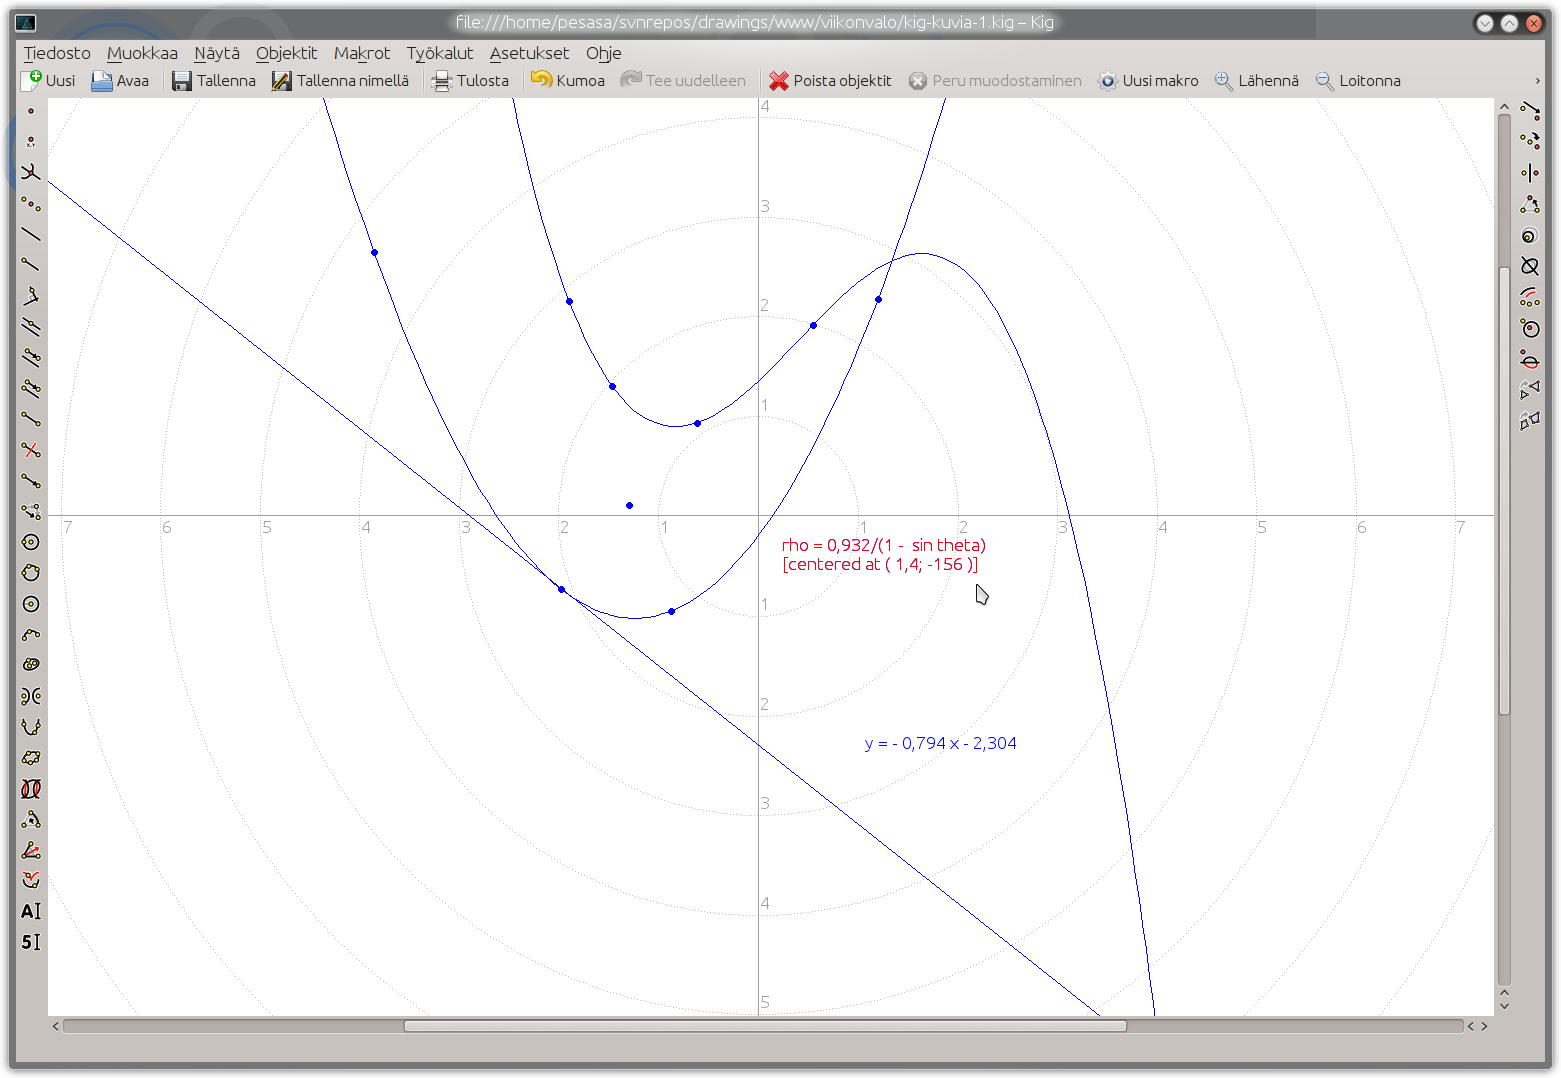 file:///home/pesasa/svnrepos/drawings/www/viikonvalo/kig-kuvia-1.kig – Kig
Tiedosto Muokkaa Näytä Objektit Makrot Työkalut Asetukset Ohje
Uusi Avaa Tallenna Tallenna nimellä Tulosta Kumoa Tee uudelleen Poista objektit Peru muodostaminen Uusi makro Lähennä Loitonna
4
3
2
1
7 6 5 4 3 2 1 1 2 3 4 5 6 7
rho = 0,932/(1 - sin theta)
[centered at ( 1,4; -156 )]
1
2
y = - 0,794 x - 2,304
3
4
5
X,Y
A
5